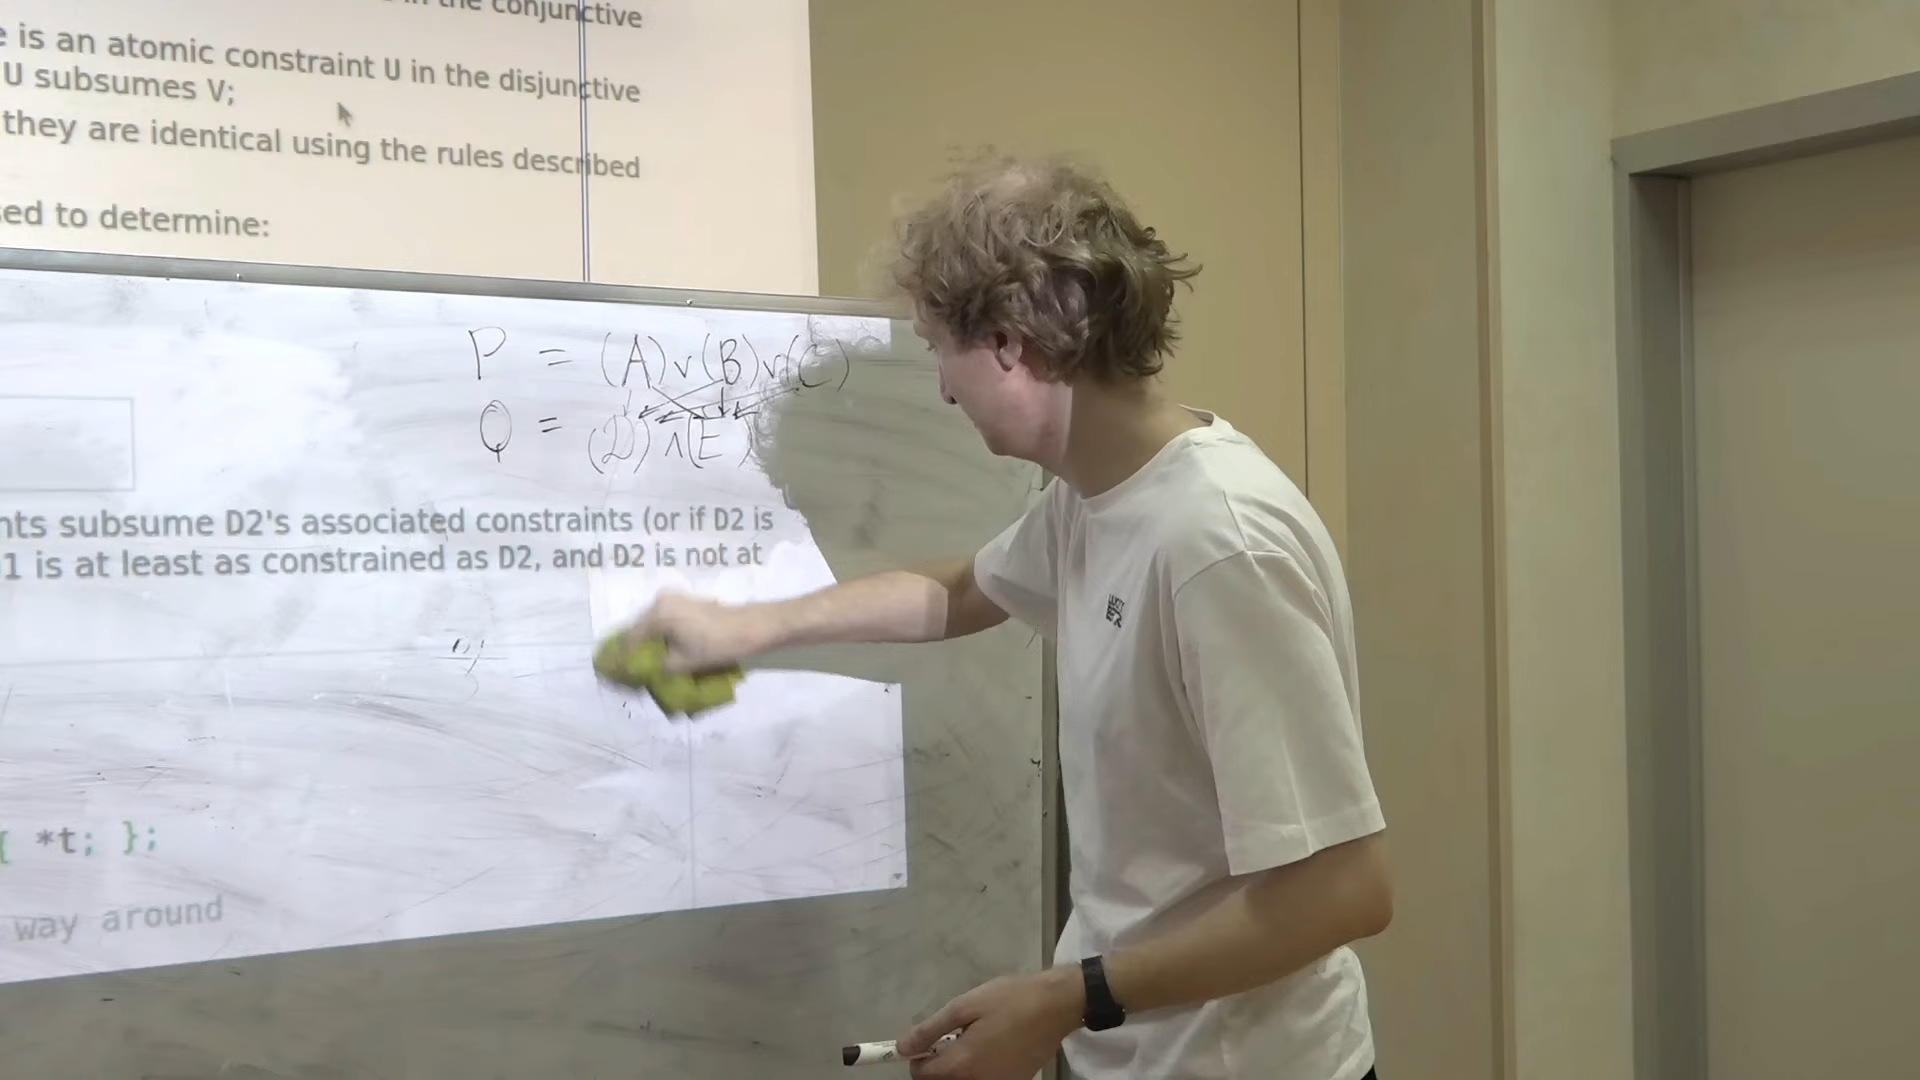 in the conjunctive
e is an atomic constraint U in the disjunctive
U subsumes V;
they are identical using the rules described
sed to determine:
P = (A)v(B)v(C)
Q = (D)∧(E)
nts subsume D2's associated constraints (or if D2 is
1 is at least as constrained as D2, and D2 is not at
{ *t; };
way around